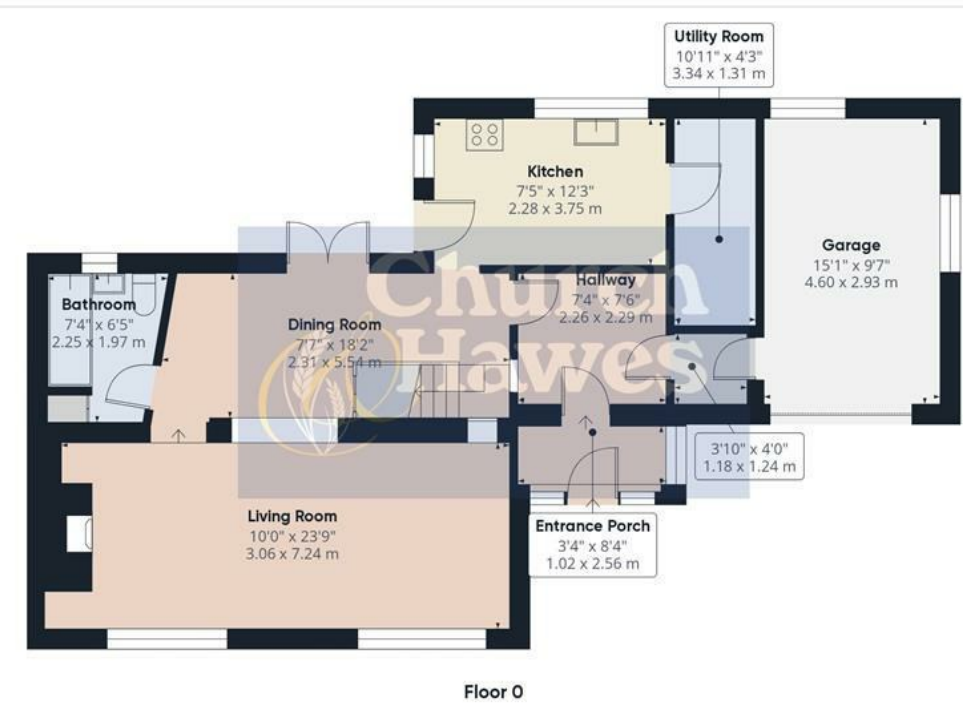 Utility Room
10'11" x 4'3"
3.34 x 1.31 m
Kitchen
7'5" x 12'3"
2.28 x 3.75 m
Garage
15'1" x 9'7"
4.60 x 2.93 m
Hallway
7'4" x 7'6"
2.26 x 2.29 m
Bathroom
7'4" x 6'5"
2.25 x 1.97 m
Dining Room
7'7" x 18'2"
2.31 x 5.54 m
Church
Hawes
3'10" x 4'0"
1.18 x 1.24 m
Living Room
10'0" x 23'9"
3.06 x 7.24 m
Entrance Porch
3'4" x 8'4"
1.02 x 2.56 m
Floor 0